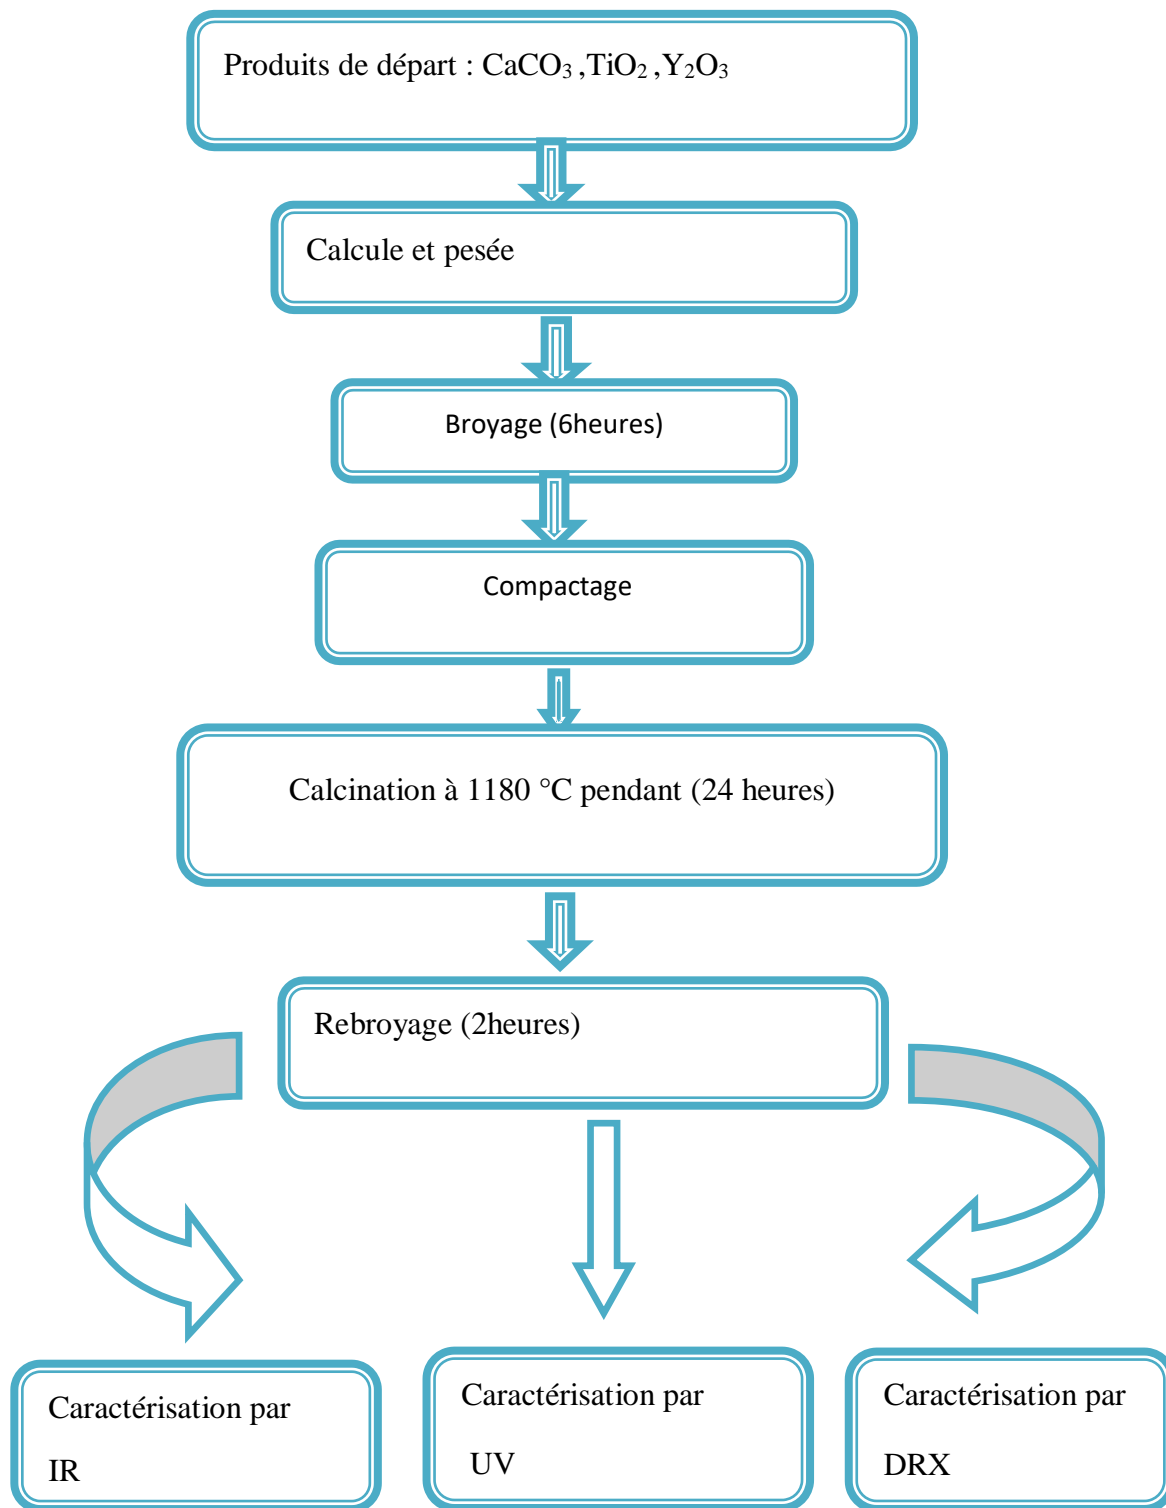 Produits de départ : CaCO₃ ,TiO₂ ,Y₂O₃
Calcule et pesée
Broyage (6heures)
Compactage
Calcination à 1180 °C pendant (24 heures)
Rebroyage (2heures)
Caractérisation par
IR
Caractérisation par
UV
Caractérisation par
DRX